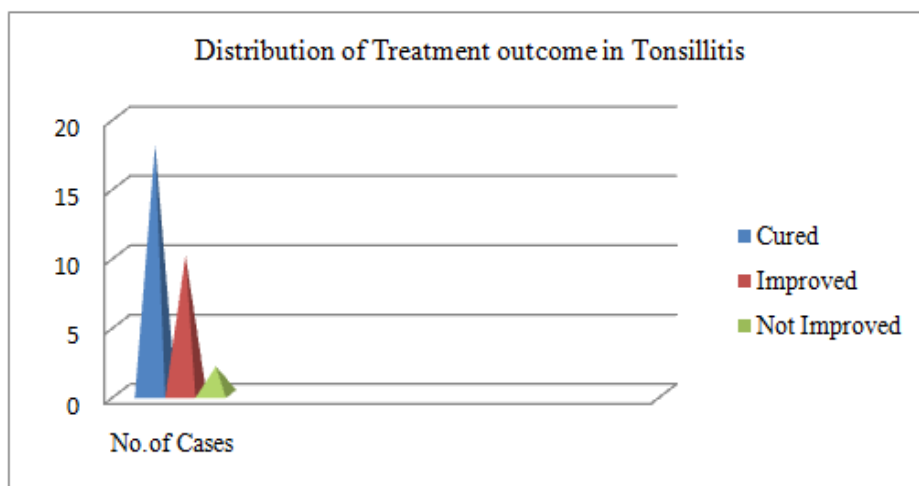 Distribution of Treatment outcome in Tonsillitis
20
15
10
5
0
No.of Cases
Cured
Improved
Not Improved